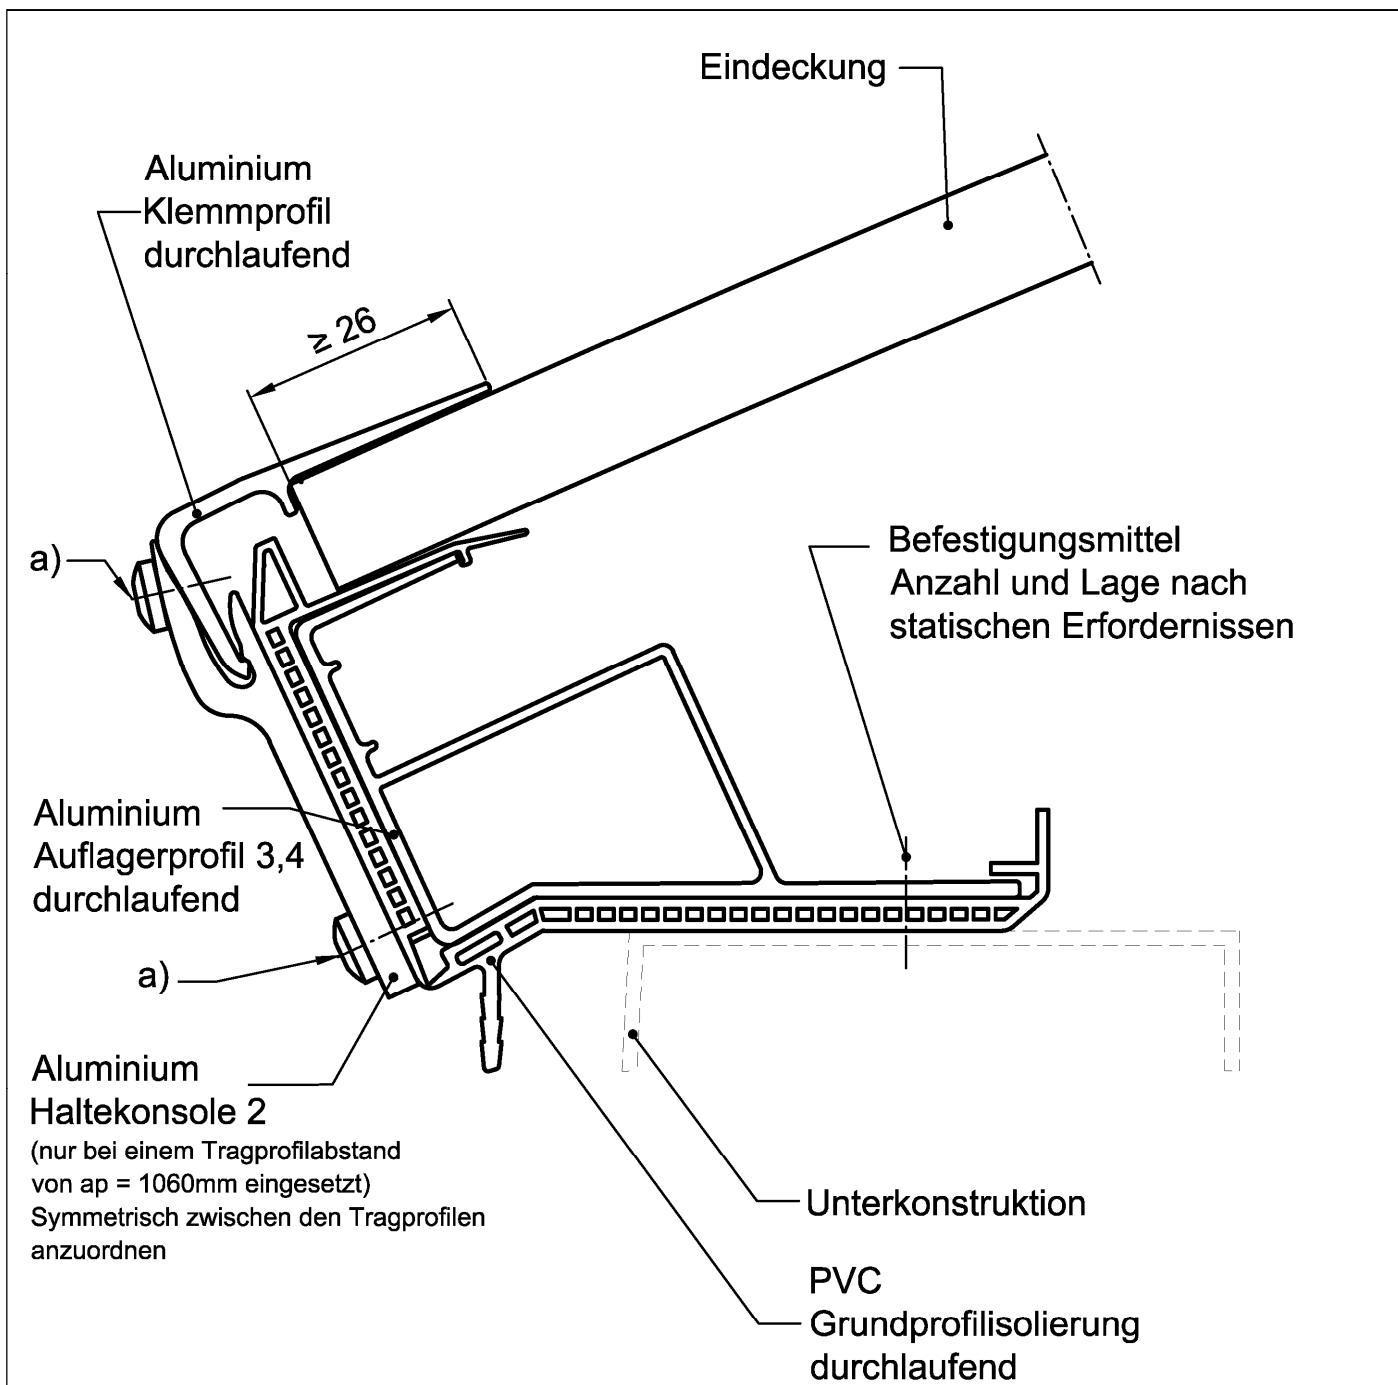 Eindeckung
Aluminium
Klemmprofil
durchlaufend
≥ 26
a)
Befestigungsmittel
Anzahl und Lage nach
statischen Erfordernissen
Aluminium
Auflagerprofil 3,4
durchlaufend
a)
Aluminium
Haltekonsole 2
(nur bei einem Tragprofilabstand
von ap = 1060mm eingesetzt)
Symmetrisch zwischen den Tragprofilen
anzuordnen
Unterkonstruktion
PVC
Grundprofilisolierung
durchlaufend